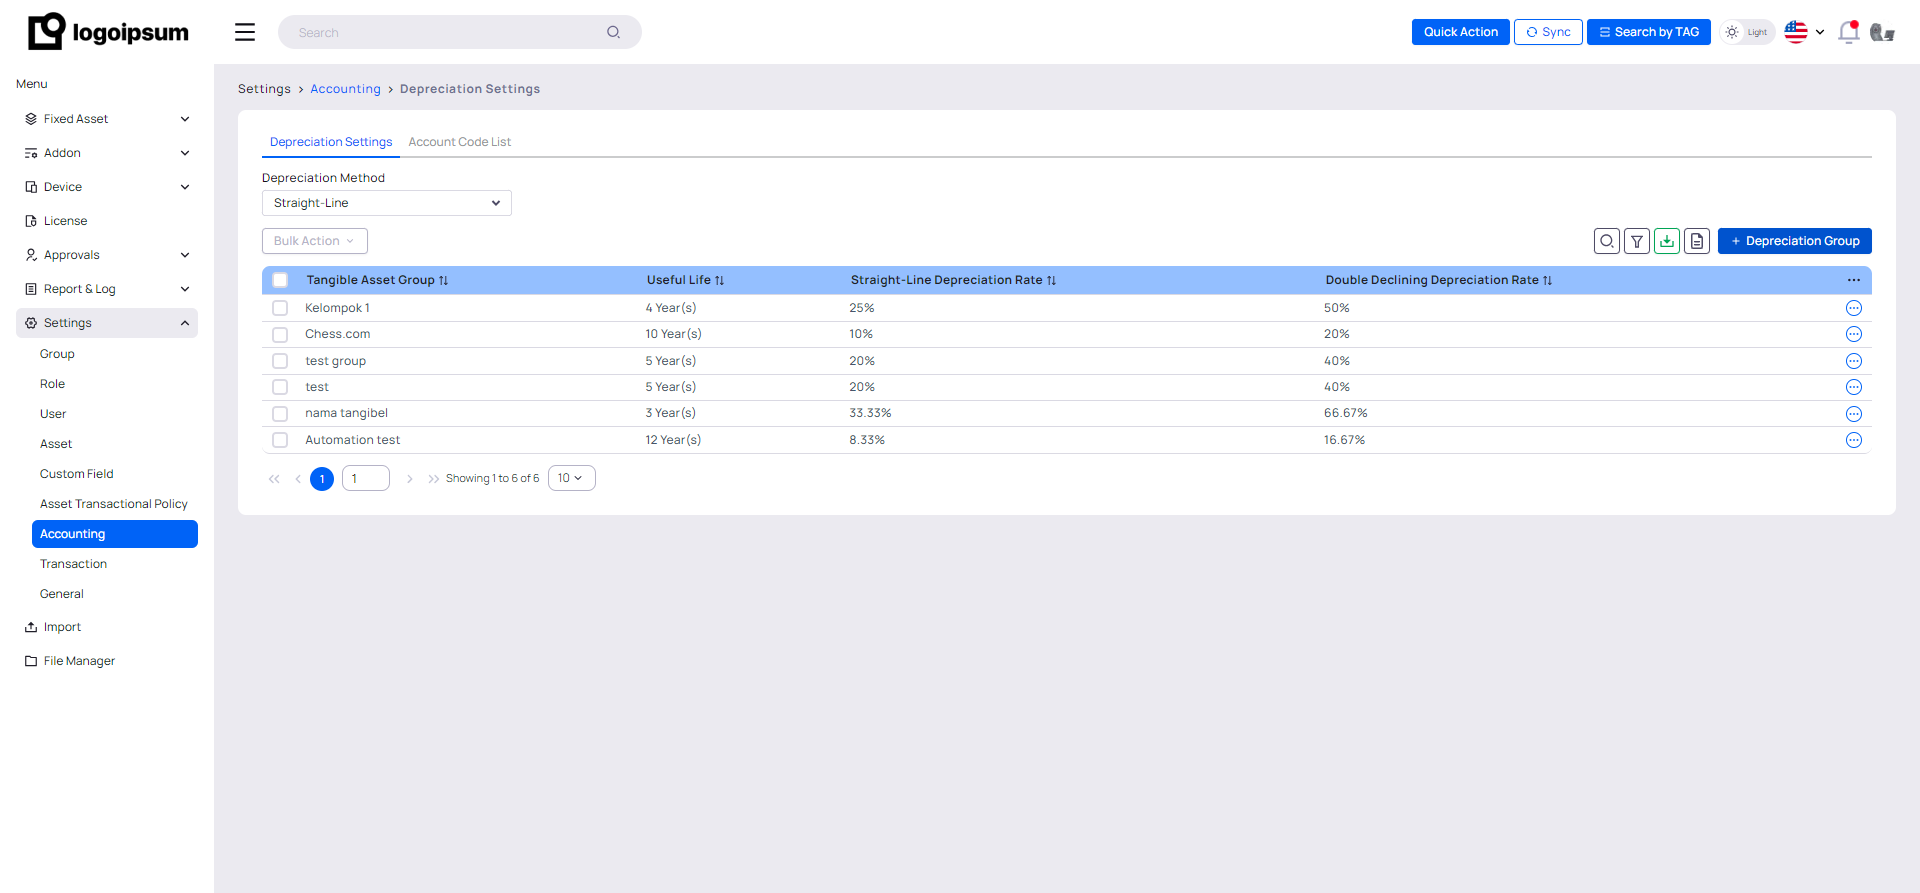 logoipsum
Search
Quick Action
Sync
Search by TAG
Light
Menu
Fixed Asset
Addon
Device
License
Approvals
Report & Log
Settings
Group
Role
User
Asset
Custom Field
Asset Transactional Policy
Accounting
Transaction
General
Import
File Manager
Settings > Accounting > Depreciation Settings
Depreciation Settings Account Code List
Depreciation Method
Straight-Line
Bulk Action
+ Depreciation Group
Tangible Asset Group Useful Life Straight-Line Depreciation Rate Double Declining Depreciation Rate
Kelompok 1 4 Year(s) 25% 50%
Chess.com 10 Year(s) 10% 20%
test group 5 Year(s) 20% 40%
test 5 Year(s) 20% 40%
nama tangibel 3 Year(s) 33.33% 66.67%
Automation test 12 Year(s) 8.33% 16.67%
1 1 Showing 1 to 6 of 6 10